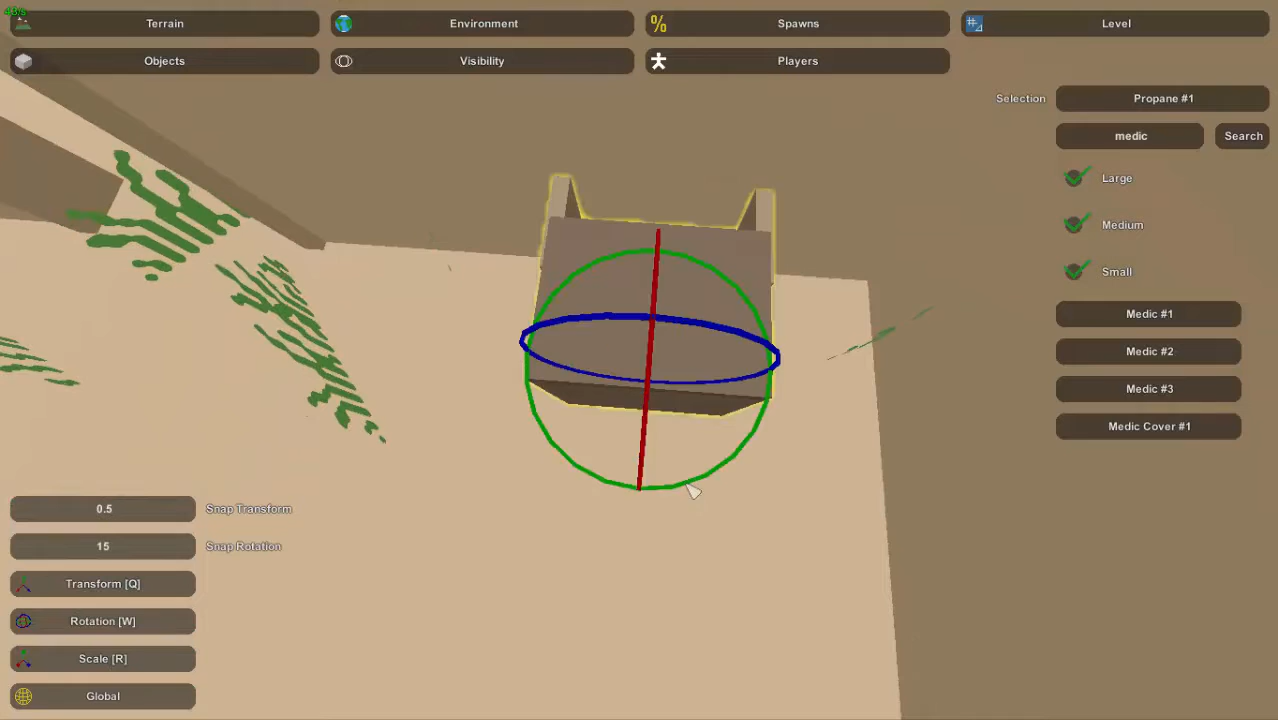 48/s
Terrain
Environment
Spawns
Level
Objects
Visibility
Players
Selection
Propane #1
medic
Search
Large
Medium
Small
Medic #1
Medic #2
Medic #3
Medic Cover #1
0.5
Snap Transform
15
Snap Rotation
Transform [Q]
Rotation [W]
Scale [R]
Global